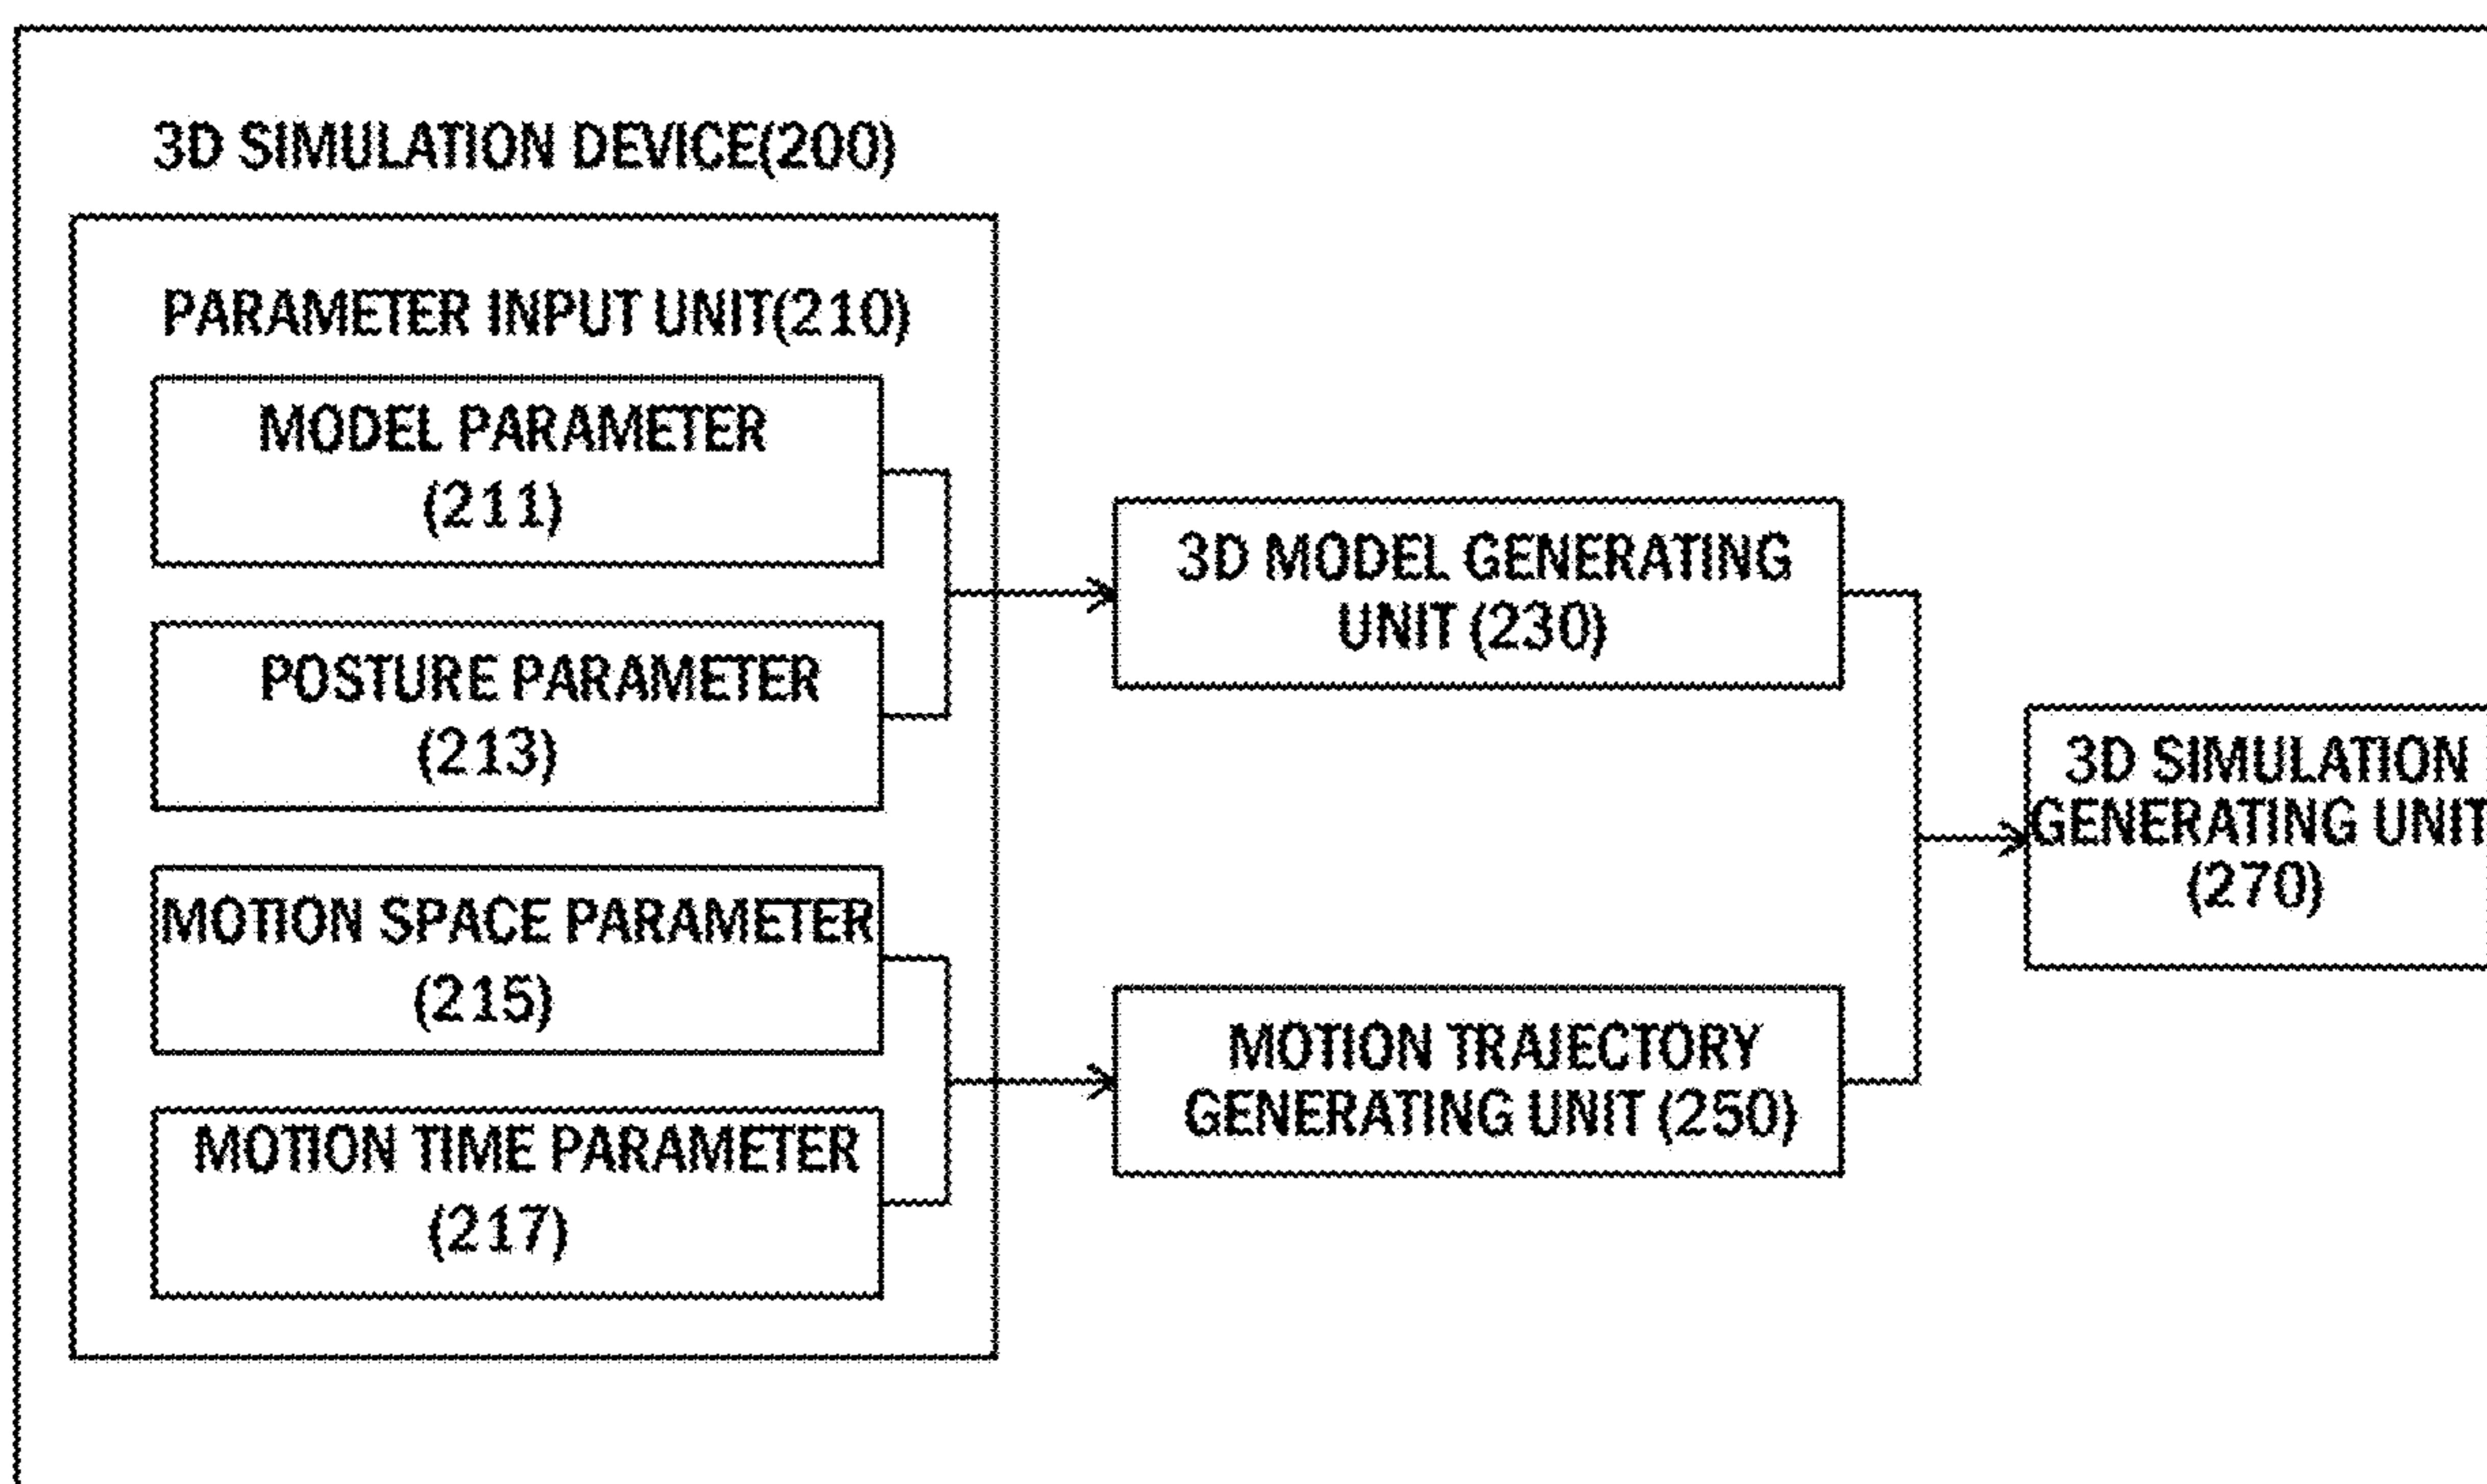 3D SIMULATION DEVICE(200)
PARAMETER INPUT UNIT(210)
MODEL PARAMETER
(211)
POSTURE PARAMETER
(213)
MOTION SPACE PARAMETER
(215)
MOTION TIME PARAMETER
(217)
3D MODEL GENERATING
UNIT (230)
MOTION TRAJECTORY
GENERATING UNIT (250)
3D SIMULATION
GENERATING UNIT
(270)